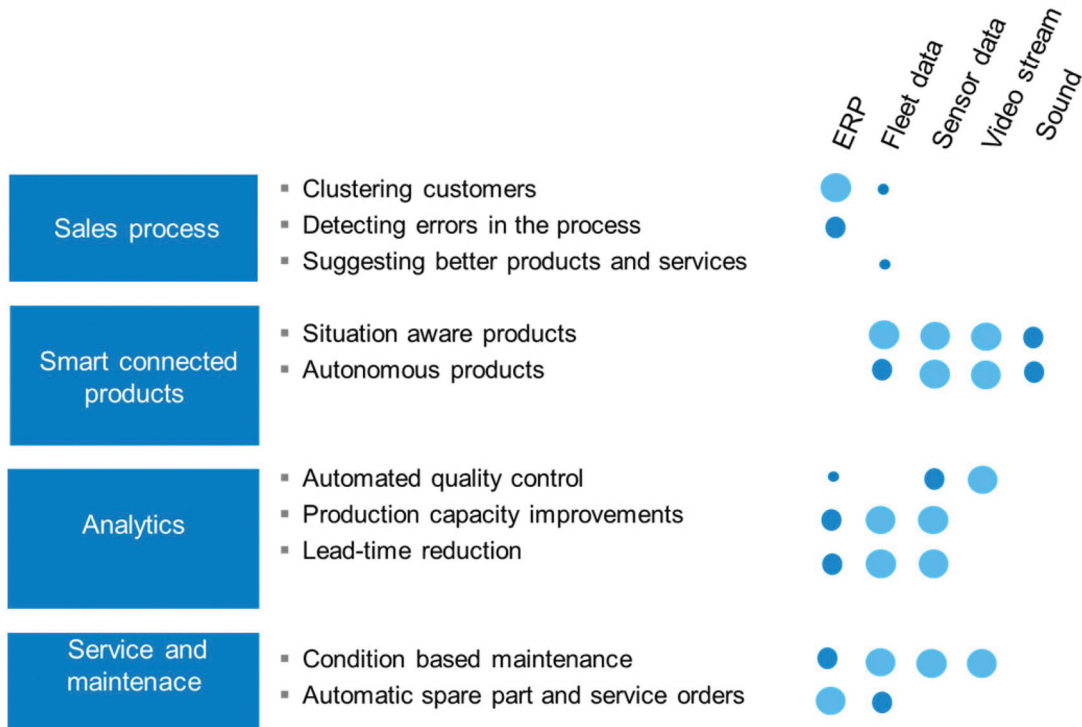 ERP
Fleet data
Sensor data
Video stream
Sound
Sales process
▪ Clustering customers
▪ Detecting errors in the process
▪ Suggesting better products and services
Smart connected
products
▪ Situation aware products
▪ Autonomous products
Analytics
▪ Automated quality control
▪ Production capacity improvements
▪ Lead-time reduction
Service and
maintenace
▪ Condition based maintenance
▪ Automatic spare part and service orders